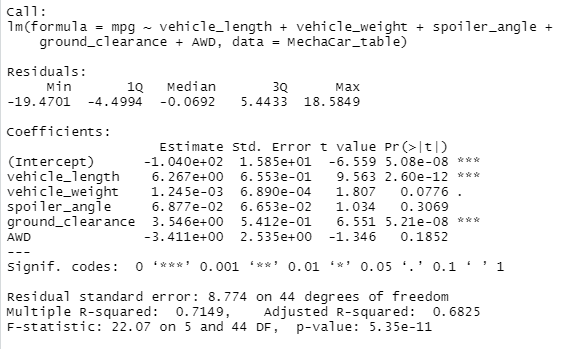 Call:
lm(formula = mpg ~ vehicle_length + vehicle_weight + spoiler_angle +
    ground_clearance + AWD, data = MechaCar_table)

Residuals:
     Min       1Q   Median       3Q      Max
-19.4701  -4.4994  -0.0692   5.4433  18.5849

Coefficients:
                   Estimate Std. Error t value Pr(>|t|)
(Intercept)      -1.040e+02  1.585e+01  -6.559 5.08e-08 ***
vehicle_length    6.267e+00  6.553e-01   9.563 2.60e-12 ***
vehicle_weight    1.245e-03  6.890e-04   1.807   0.0776 .
spoiler_angle     6.877e-02  6.653e-02   1.034   0.3069
ground_clearance  3.546e+00  5.412e-01   6.551 5.21e-08 ***
AWD              -3.411e+00  2.535e+00  -1.346   0.1852
---
Signif. codes:  0 ‘***’ 0.001 ‘**’ 0.01 ‘*’ 0.05 ‘.’ 0.1 ‘ ’ 1

Residual standard error: 8.774 on 44 degrees of freedom
Multiple R-squared:  0.7149,    Adjusted R-squared:  0.6825
F-statistic: 22.07 on 5 and 44 DF,  p-value: 5.35e-11